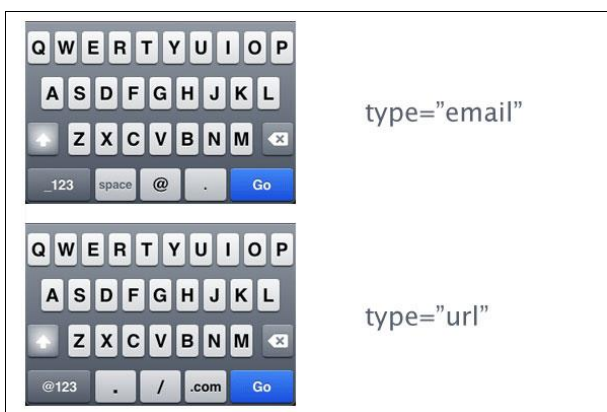 Q W E R T Y U I O P
A S D F G H J K L
type="email”
Z X C V B N M
_123 space @ . Go
Q W E R T Y U I O P
A S D F G H J K L
type="url”
Z X C V B N M
@123 . / .com Go